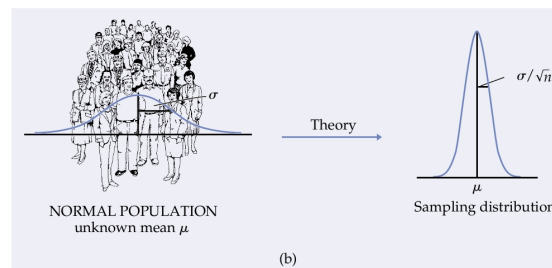 σ
Theory
NORMAL POPULATION
unknown mean μ
σ/√n
μ
Sampling distribution
(b)